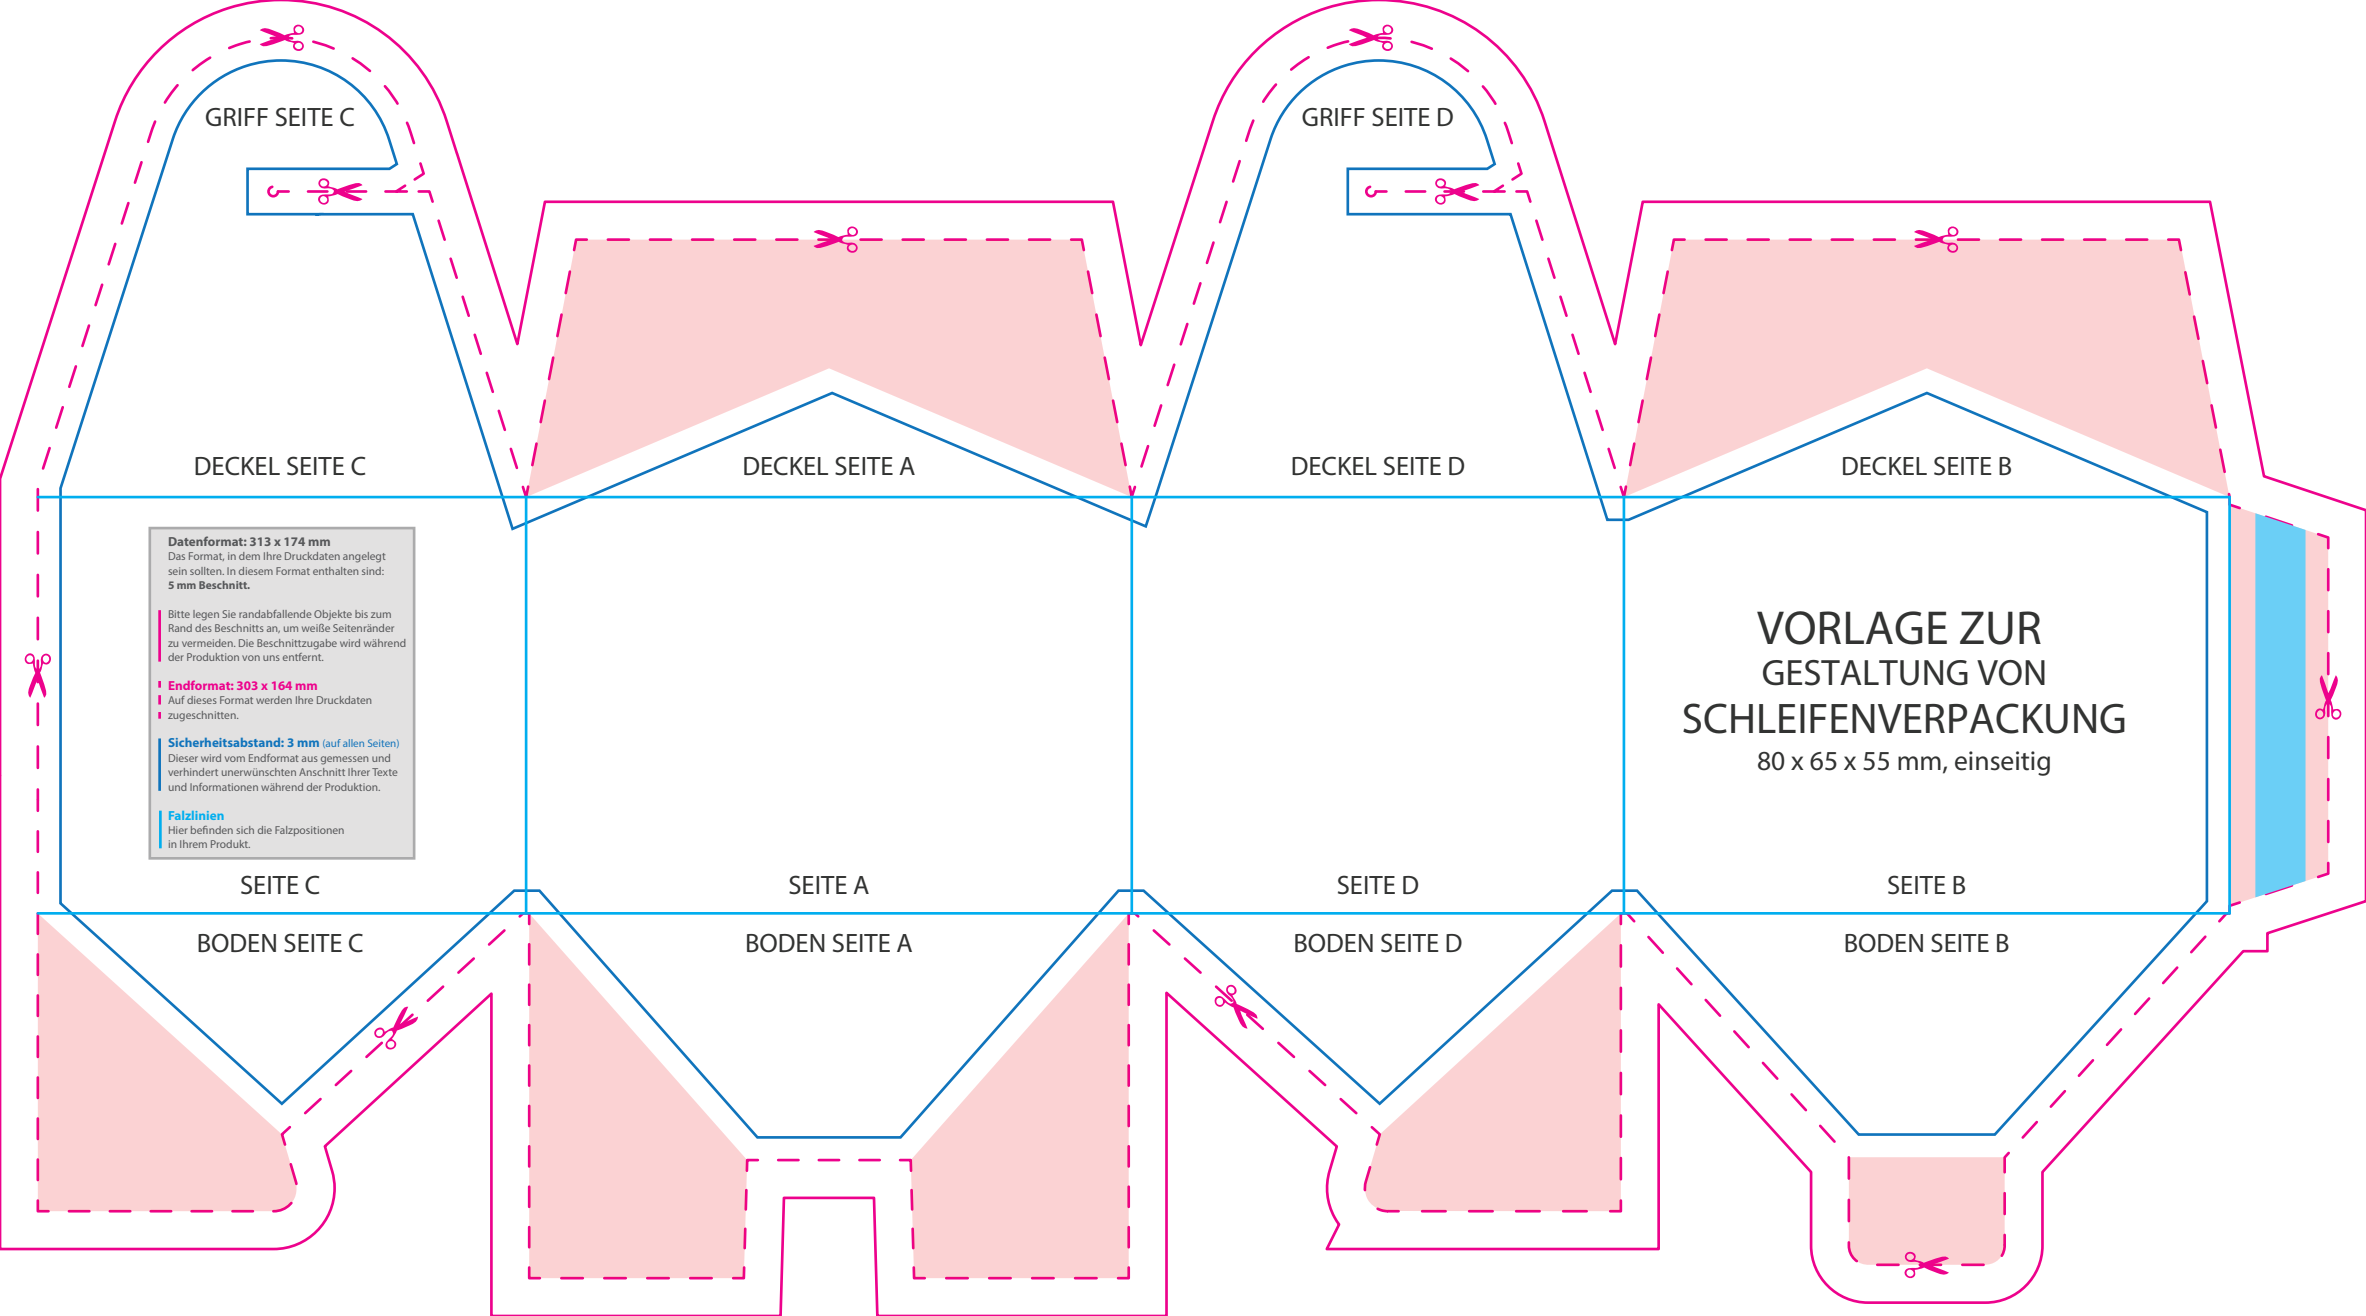 GRIFF SEITE C
GRIFF SEITE D
DECKEL SEITE C
DECKEL SEITE A
DECKEL SEITE D
DECKEL SEITE B
Datenformat: 313 x 174 mm
Das Format, in dem Ihre Druckdaten angelegt
sein sollten. In diesem Format enthalten sind:
5 mm Beschnitt.
Bitte legen Sie randabfallende Objekte bis zum
Rand des Beschnitts an, um weiße Seitenränder
zu vermeiden. Die Beschnittzugabe wird während
der Produktion von uns entfernt.
Endformat: 303 x 164 mm
Auf dieses Format werden Ihre Druckdaten
zugeschnitten.
Sicherheitsabstand: 3 mm (auf allen Seiten)
Dieser wird vom Endformat aus gemessen und
verhindert unerwünschten Anschnitt Ihrer Texte
und Informationen während der Produktion.
Falzlinien
Hier befinden sich die Falzpositionen
in Ihrem Produkt.
VORLAGE ZUR
GESTALTUNG VON
SCHLEIFENVERPACKUNG
80 x 65 x 55 mm, einseitig
SEITE C
SEITE A
SEITE D
SEITE B
BODEN SEITE C
BODEN SEITE A
BODEN SEITE D
BODEN SEITE B